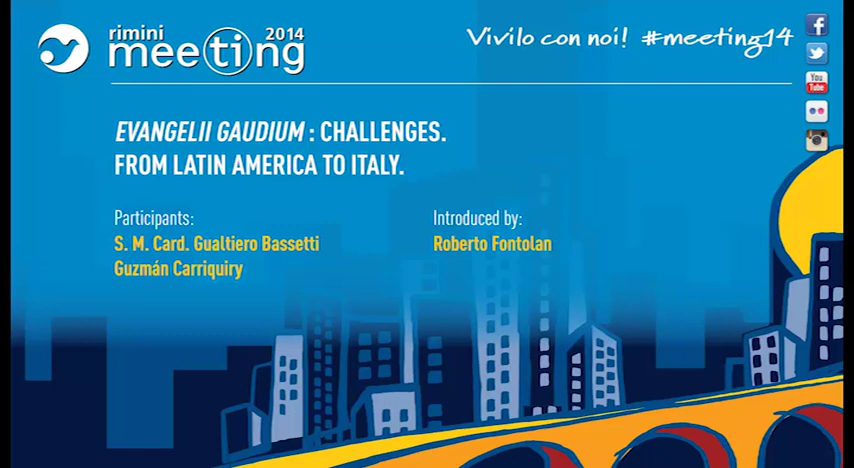 rimini 2014
meeting
Vivilo con noi! #meeting14
You
Tube
EVANGELII GAUDIUM : CHALLENGES.
FROM LATIN AMERICA TO ITALY.
Participants:
S. M. Card. Gualtiero Bassetti
Guzmán Carriquiry
Introduced by:
Roberto Fontolan